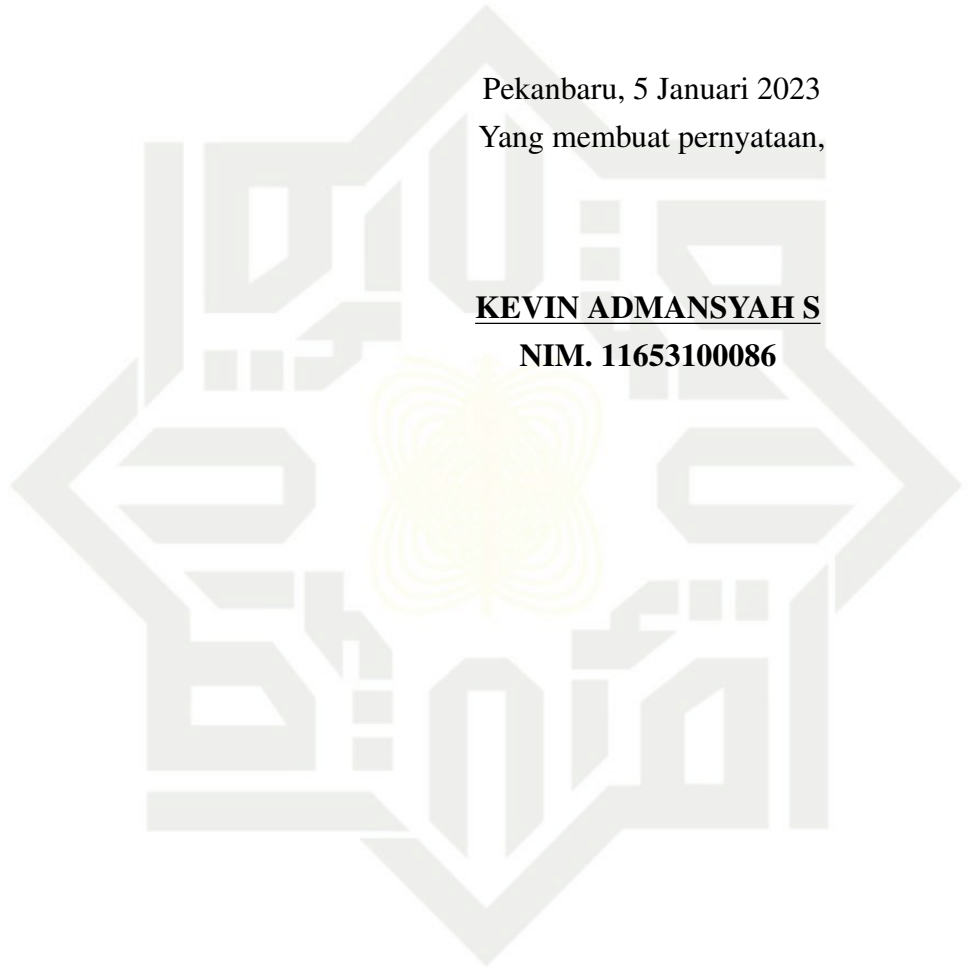 Pekanbaru, 5 Januari 2023
Yang membuat pernyataan,
KEVIN ADMANSYAH S
NIM. 11653100086